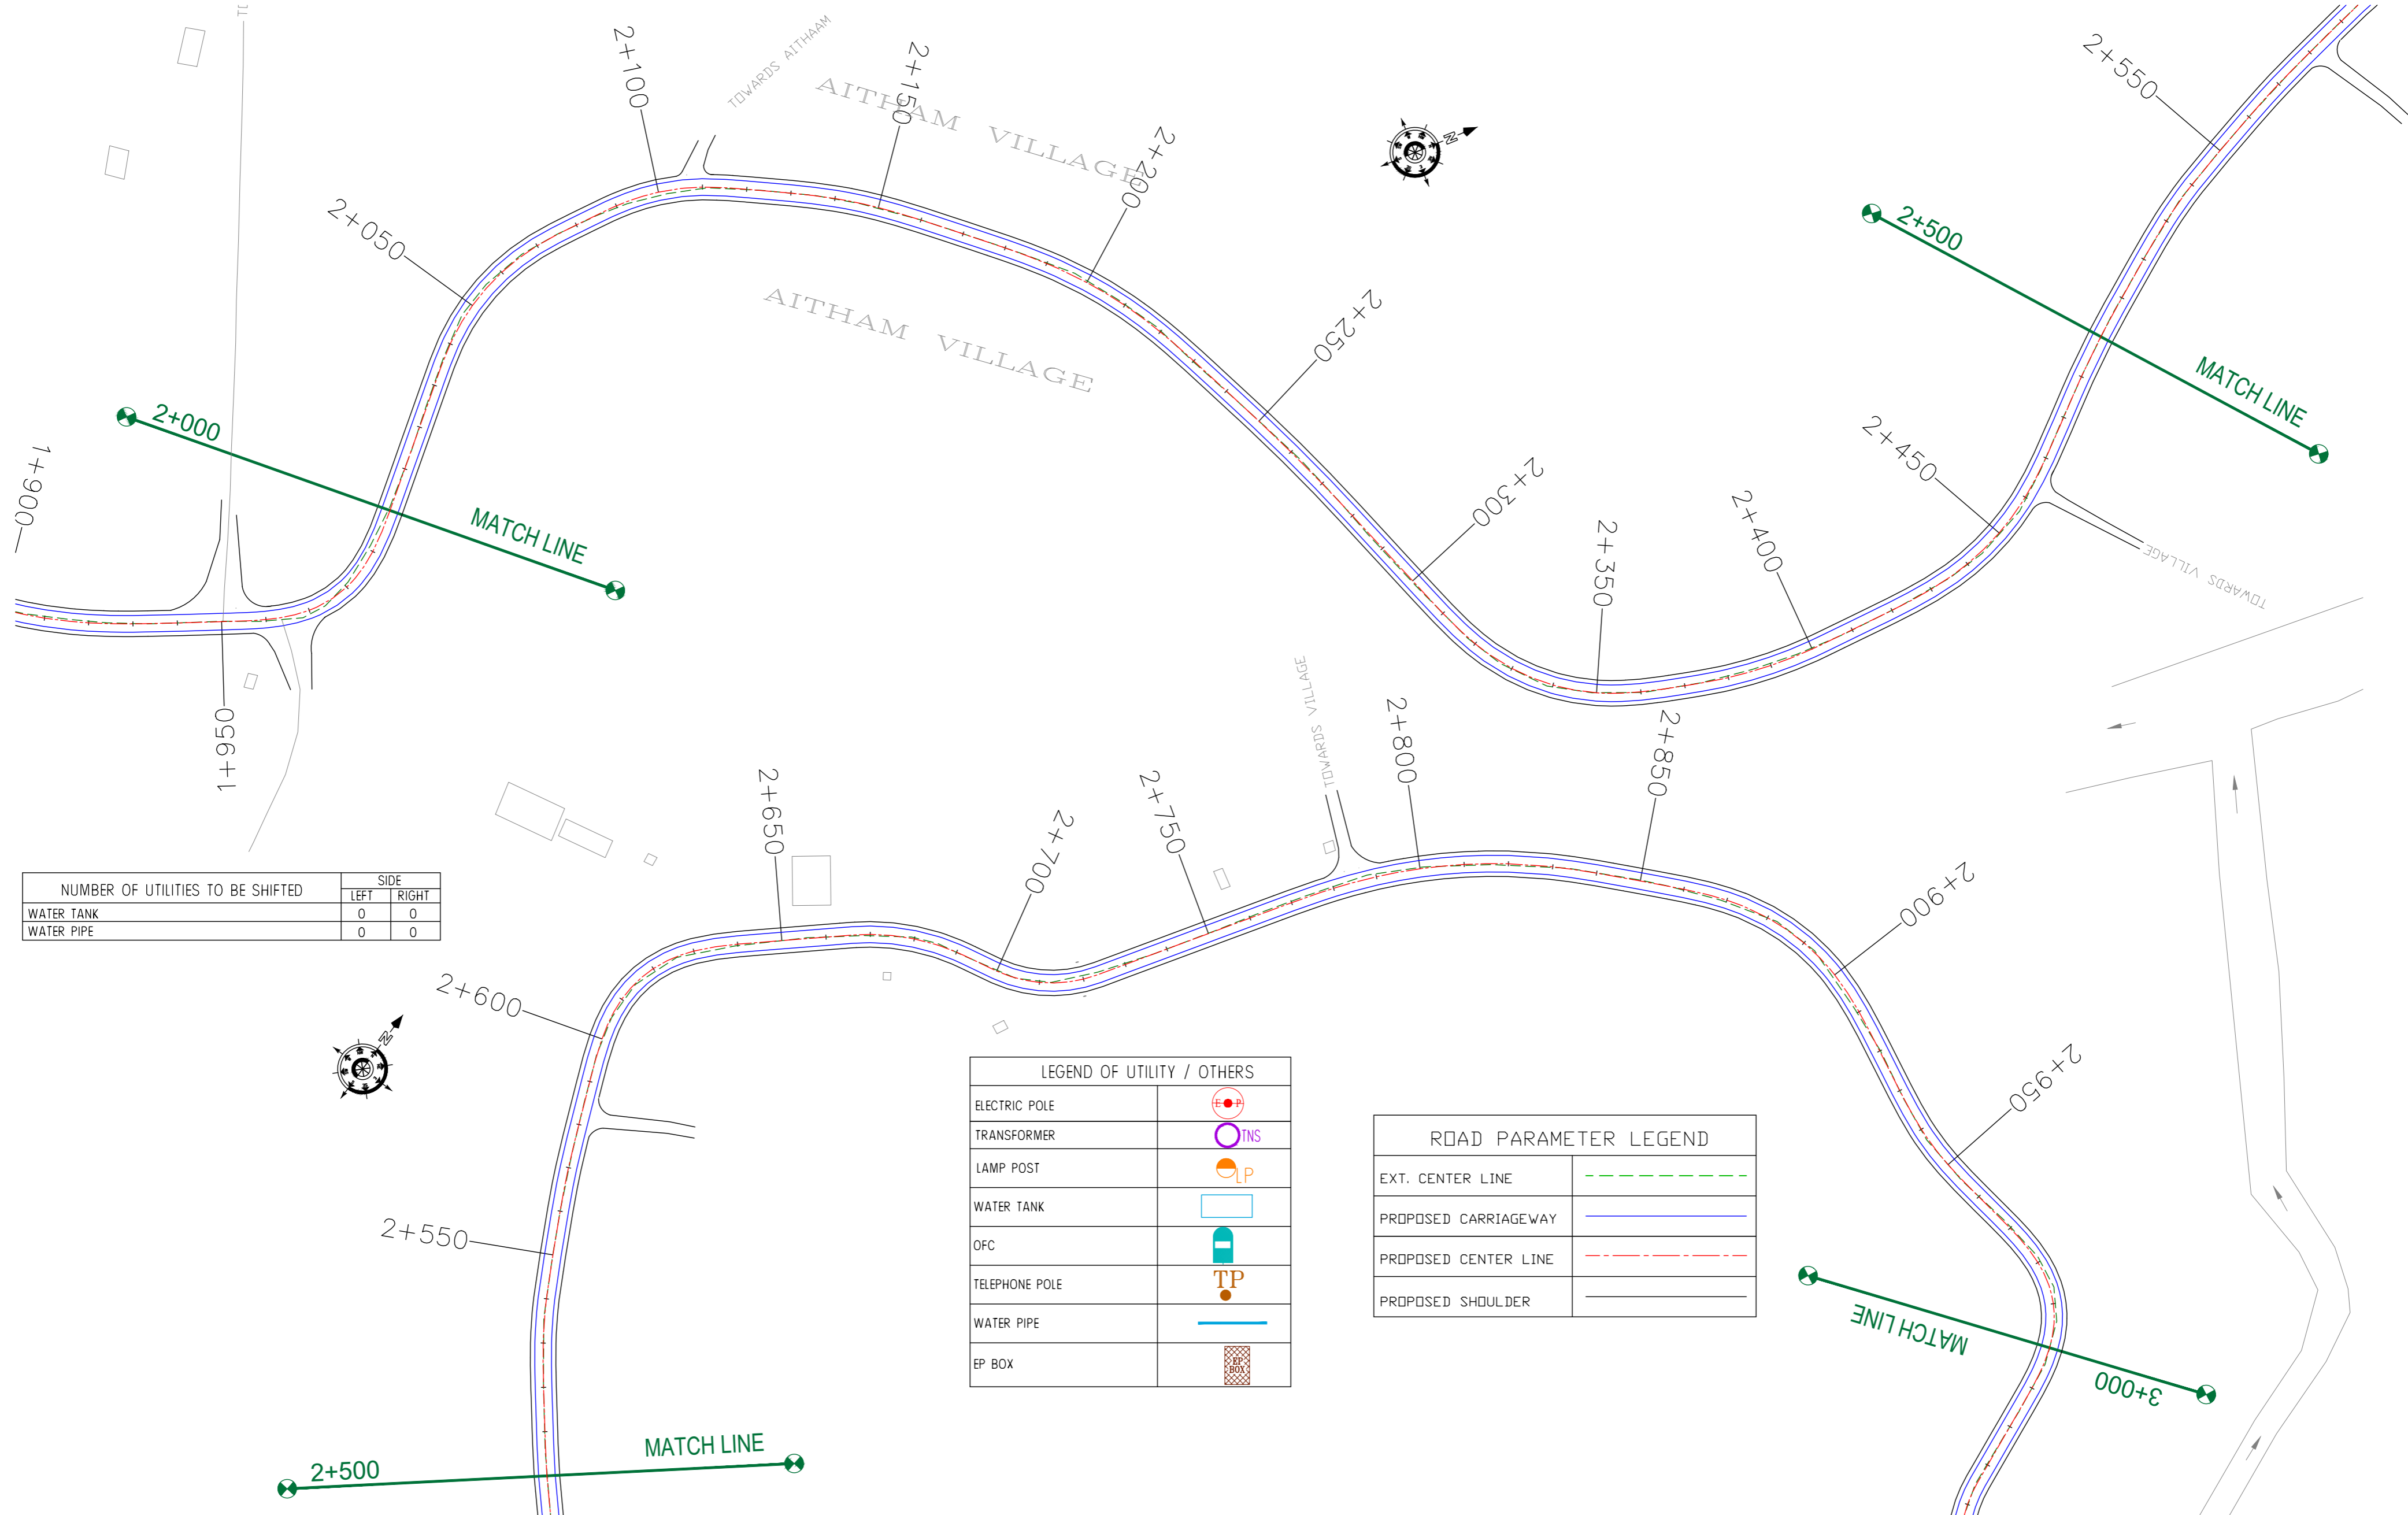 2+100
TOWARDS AITHAAM
2+150
AITHAM VILLAGE
2+200
2+050
AITHAM VILLAGE
2+250
N
2+550
2+500
MATCH LINE
2+000
MATCH LINE
1+900
1+950
2+300
2+350
2+400
2+450
TOWARDS VILLAGE
NUMBER OF UTILITIES TO BE SHIFTED SIDE
LEFT RIGHT
WATER TANK 0 0
WATER PIPE 0 0
2+650
2+700
2+750
TOWARDS VILLAGE
2+800
2+850
2+900
2+950
2+600
N
2+550
2+500
MATCH LINE
LEGEND OF UTILITY / OTHERS
ELECTRIC POLE E P
TRANSFORMER TNS
LAMP POST LP
WATER TANK
OFC
TELEPHONE POLE TP
WATER PIPE
EP BOX EP BOX
ROAD PARAMETER LEGEND
EXT. CENTER LINE
PROPOSED CARRIAGEWAY
PROPOSED CENTER LINE
PROPOSED SHOULDER
MATCH LINE
3+000